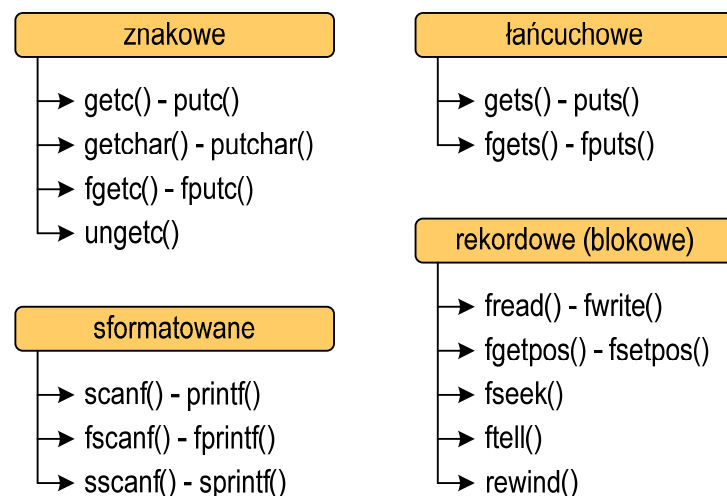 znakowe
getc() - putc()
getchar() - putchar()
fgetc() - fputc()
ungetc()
sformatowane
scanf() - printf()
fscanf() - fprintf()
sscanf() - sprintf()
łańcuchowe
gets() - puts()
fgets() - fputs()
rekordowe (blokowe)
fread() - fwrite()
fgetpos() - fsetpos()
fseek()
ftell()
rewind()